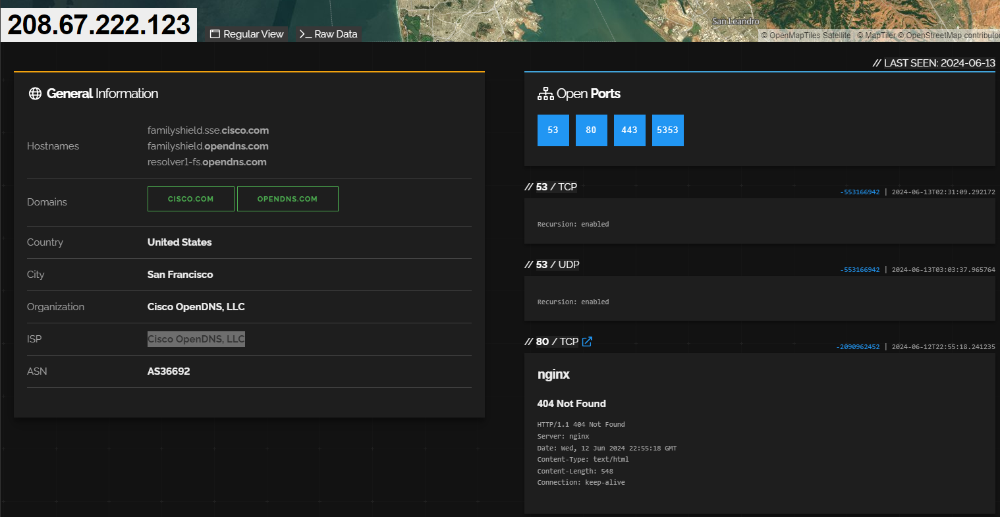 San Leandro
208.67.222.123
Regular View
Raw Data
© OpenMapTiles Satellite © MapTiler © OpenStreetMap contributor
// LAST SEEN: 2024-06-13
General Information
Hostnames
familyshield.sse.cisco.com
familyshield.opendns.com
resolver1-fs.opendns.com
Domains
CISCO.COM
OPENDNS.COM
Country
United States
City
San Francisco
Organization
Cisco OpenDNS, LLC
ISP
Cisco OpenDNS, LLC
ASN
AS36692
Open Ports
53
80
443
5353
// 53 / TCP
-553166942 | 2024-06-13T02:31:09.292172
Recursion: enabled
// 53 / UDP
-553166942 | 2024-06-13T03:03:37.965764
Recursion: enabled
// 80 / TCP
-2090962452 | 2024-06-12T22:55:18.241235
nginx
404 Not Found
HTTP/1.1 404 Not Found
Server: nginx
Date: Wed, 12 Jun 2024 22:55:18 GMT
Content-Type: text/html
Content-Length: 548
Connection: keep-alive